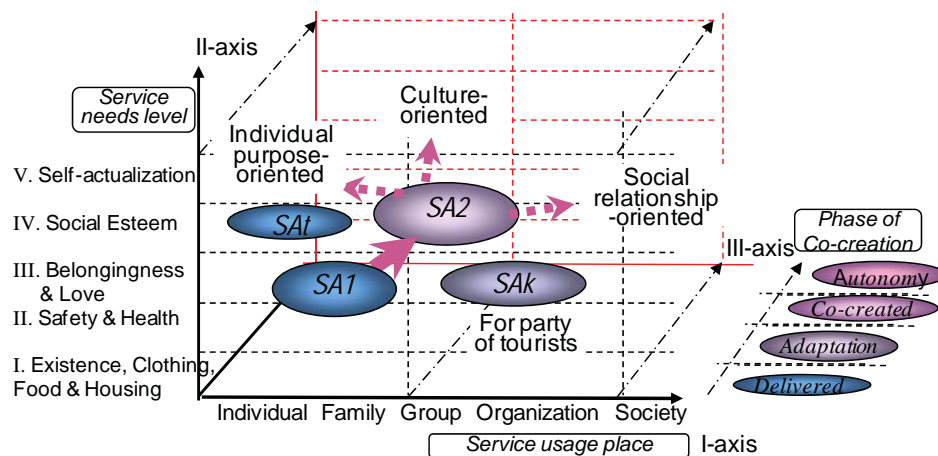 II-axis
Service
needs level
Culture-
oriented
Individual
purpose-
oriented
V. Self-actualization
IV. Social Esteem
III. Belongingness
& Love
II. Safety & Health
I. Existence, Clothing,
Food & Housing
SAt
SA2
SA1
SAk
Social
relationship
-oriented
For party
of tourists
III-axis
Phase of
Co-creation
Autonomy
Co-created
Adaptation
Delivered
Individual Family Group Organization Society
Service usage place
I-axis